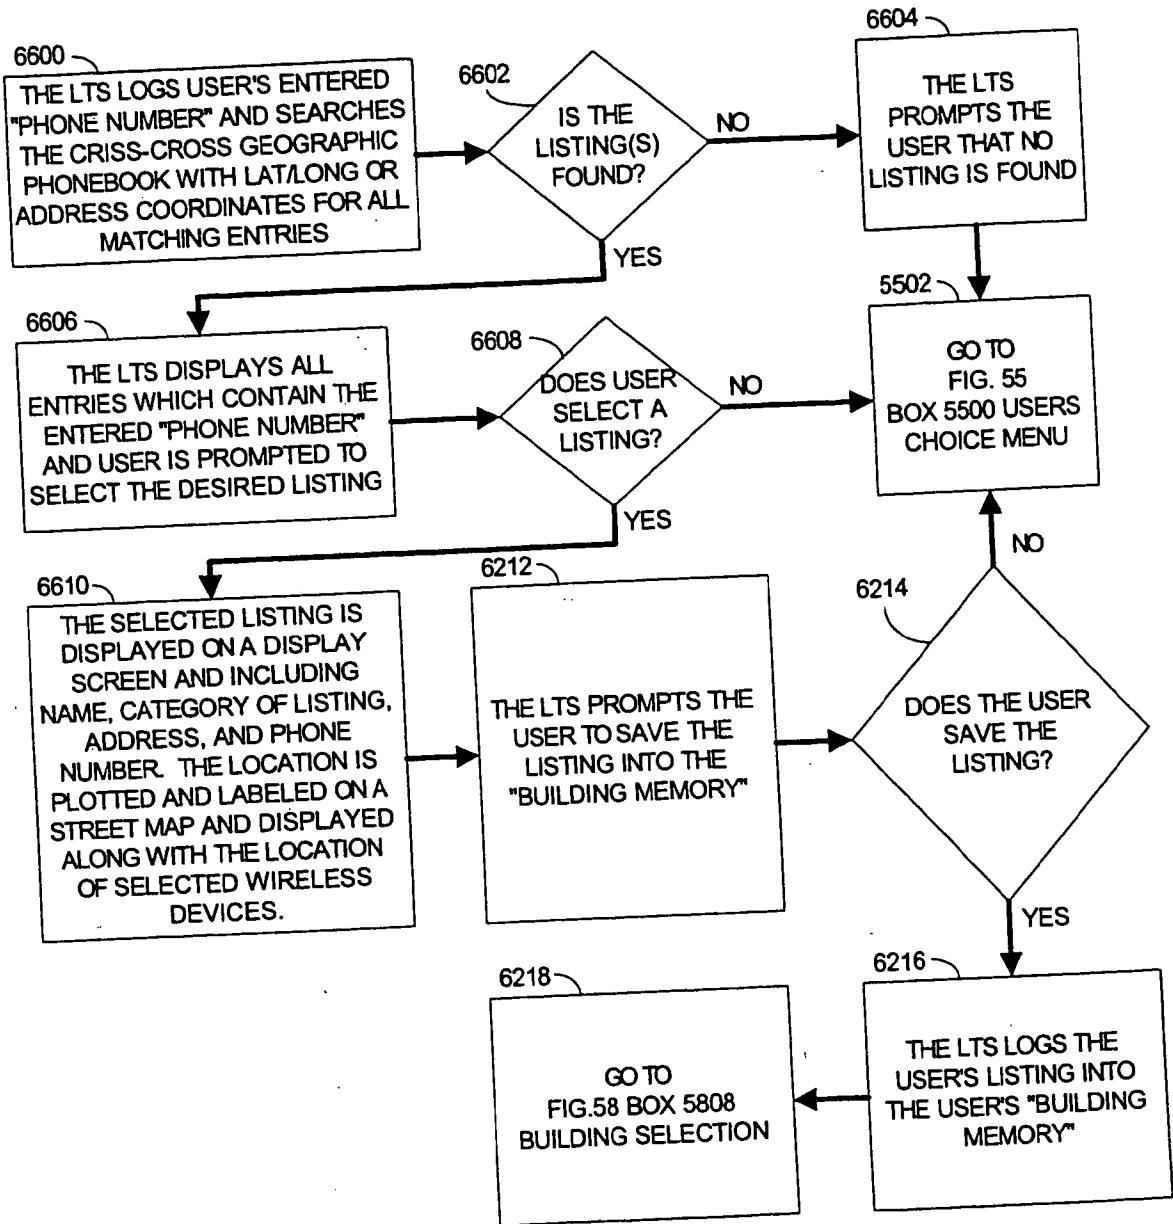 6600
THE LTS LOGS USER'S ENTERED
"PHONE NUMBER" AND SEARCHES
THE CRISS-CROSS GEOGRAPHIC
PHONEBOOK WITH LAT/LONG OR
ADDRESS COORDINATES FOR ALL
MATCHING ENTRIES
6602
IS THE
LISTING(S)
FOUND?
NO
YES
6604
THE LTS
PROMPTS THE
USER THAT NO
LISTING IS FOUND
6606
THE LTS DISPLAYS ALL
ENTRIES WHICH CONTAIN THE
ENTERED "PHONE NUMBER"
AND USER IS PROMPTED TO
SELECT THE DESIRED LISTING
6608
DOES USER
SELECT A
LISTING?
NO
YES
5502
GO TO
FIG. 55
BOX 5500 USERS
CHOICE MENU
6610
THE SELECTED LISTING IS
DISPLAYED ON A DISPLAY
SCREEN AND INCLUDING
NAME, CATEGORY OF LISTING,
ADDRESS, AND PHONE
NUMBER. THE LOCATION IS
PLOTTED AND LABELED ON A
STREET MAP AND DISPLAYED
ALONG WITH THE LOCATION
OF SELECTED WIRELESS
DEVICES.
6212
THE LTS PROMPTS THE
USER TO SAVE THE
LISTING INTO THE
"BUILDING MEMORY"
6214
DOES THE USER
SAVE THE
LISTING?
NO
YES
6216
THE LTS LOGS THE
USER'S LISTING INTO
THE USER'S "BUILDING
MEMORY"
6218
GO TO
FIG.58 BOX 5808
BUILDING SELECTION